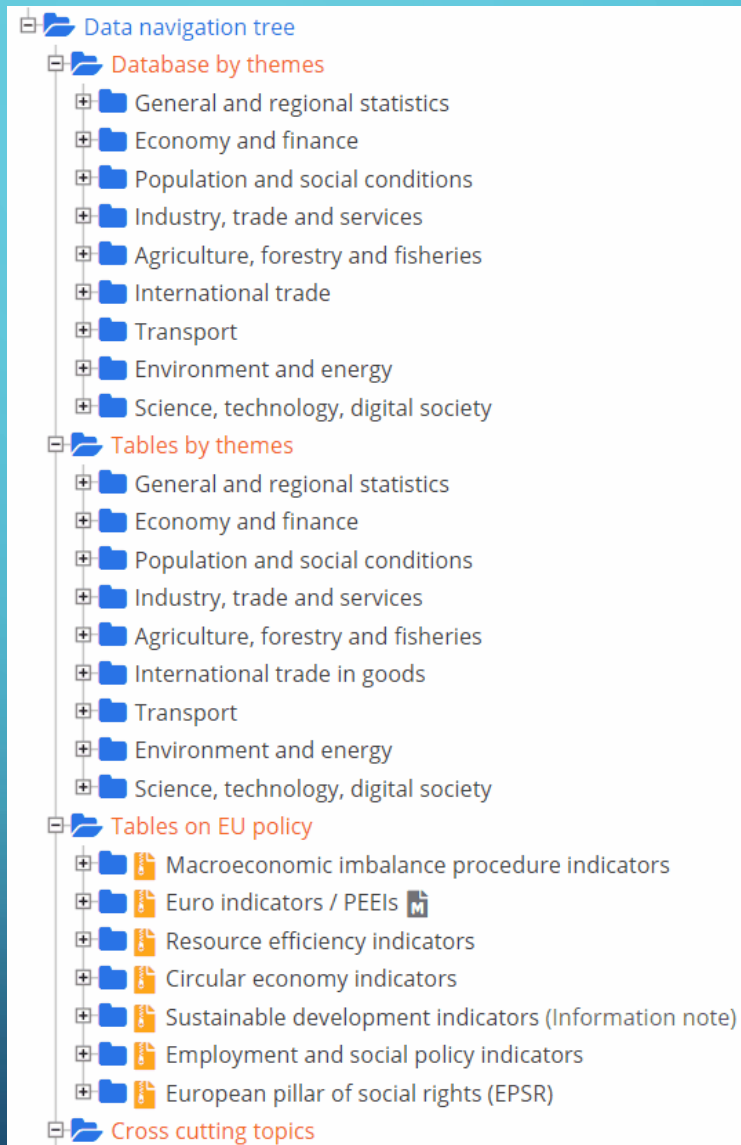 Data navigation tree
Database by themes
General and regional statistics
Economy and finance
Population and social conditions
Industry, trade and services
Agriculture, forestry and fisheries
International trade
Transport
Environment and energy
Science, technology, digital society
Tables by themes
General and regional statistics
Economy and finance
Population and social conditions
Industry, trade and services
Agriculture, forestry and fisheries
International trade in goods
Transport
Environment and energy
Science, technology, digital society
Tables on EU policy
Macroeconomic imbalance procedure indicators
Euro indicators / PEEIs M
Resource efficiency indicators
Circular economy indicators
Sustainable development indicators (Information note)
Employment and social policy indicators
European pillar of social rights (EPSR)
Cross cutting topics